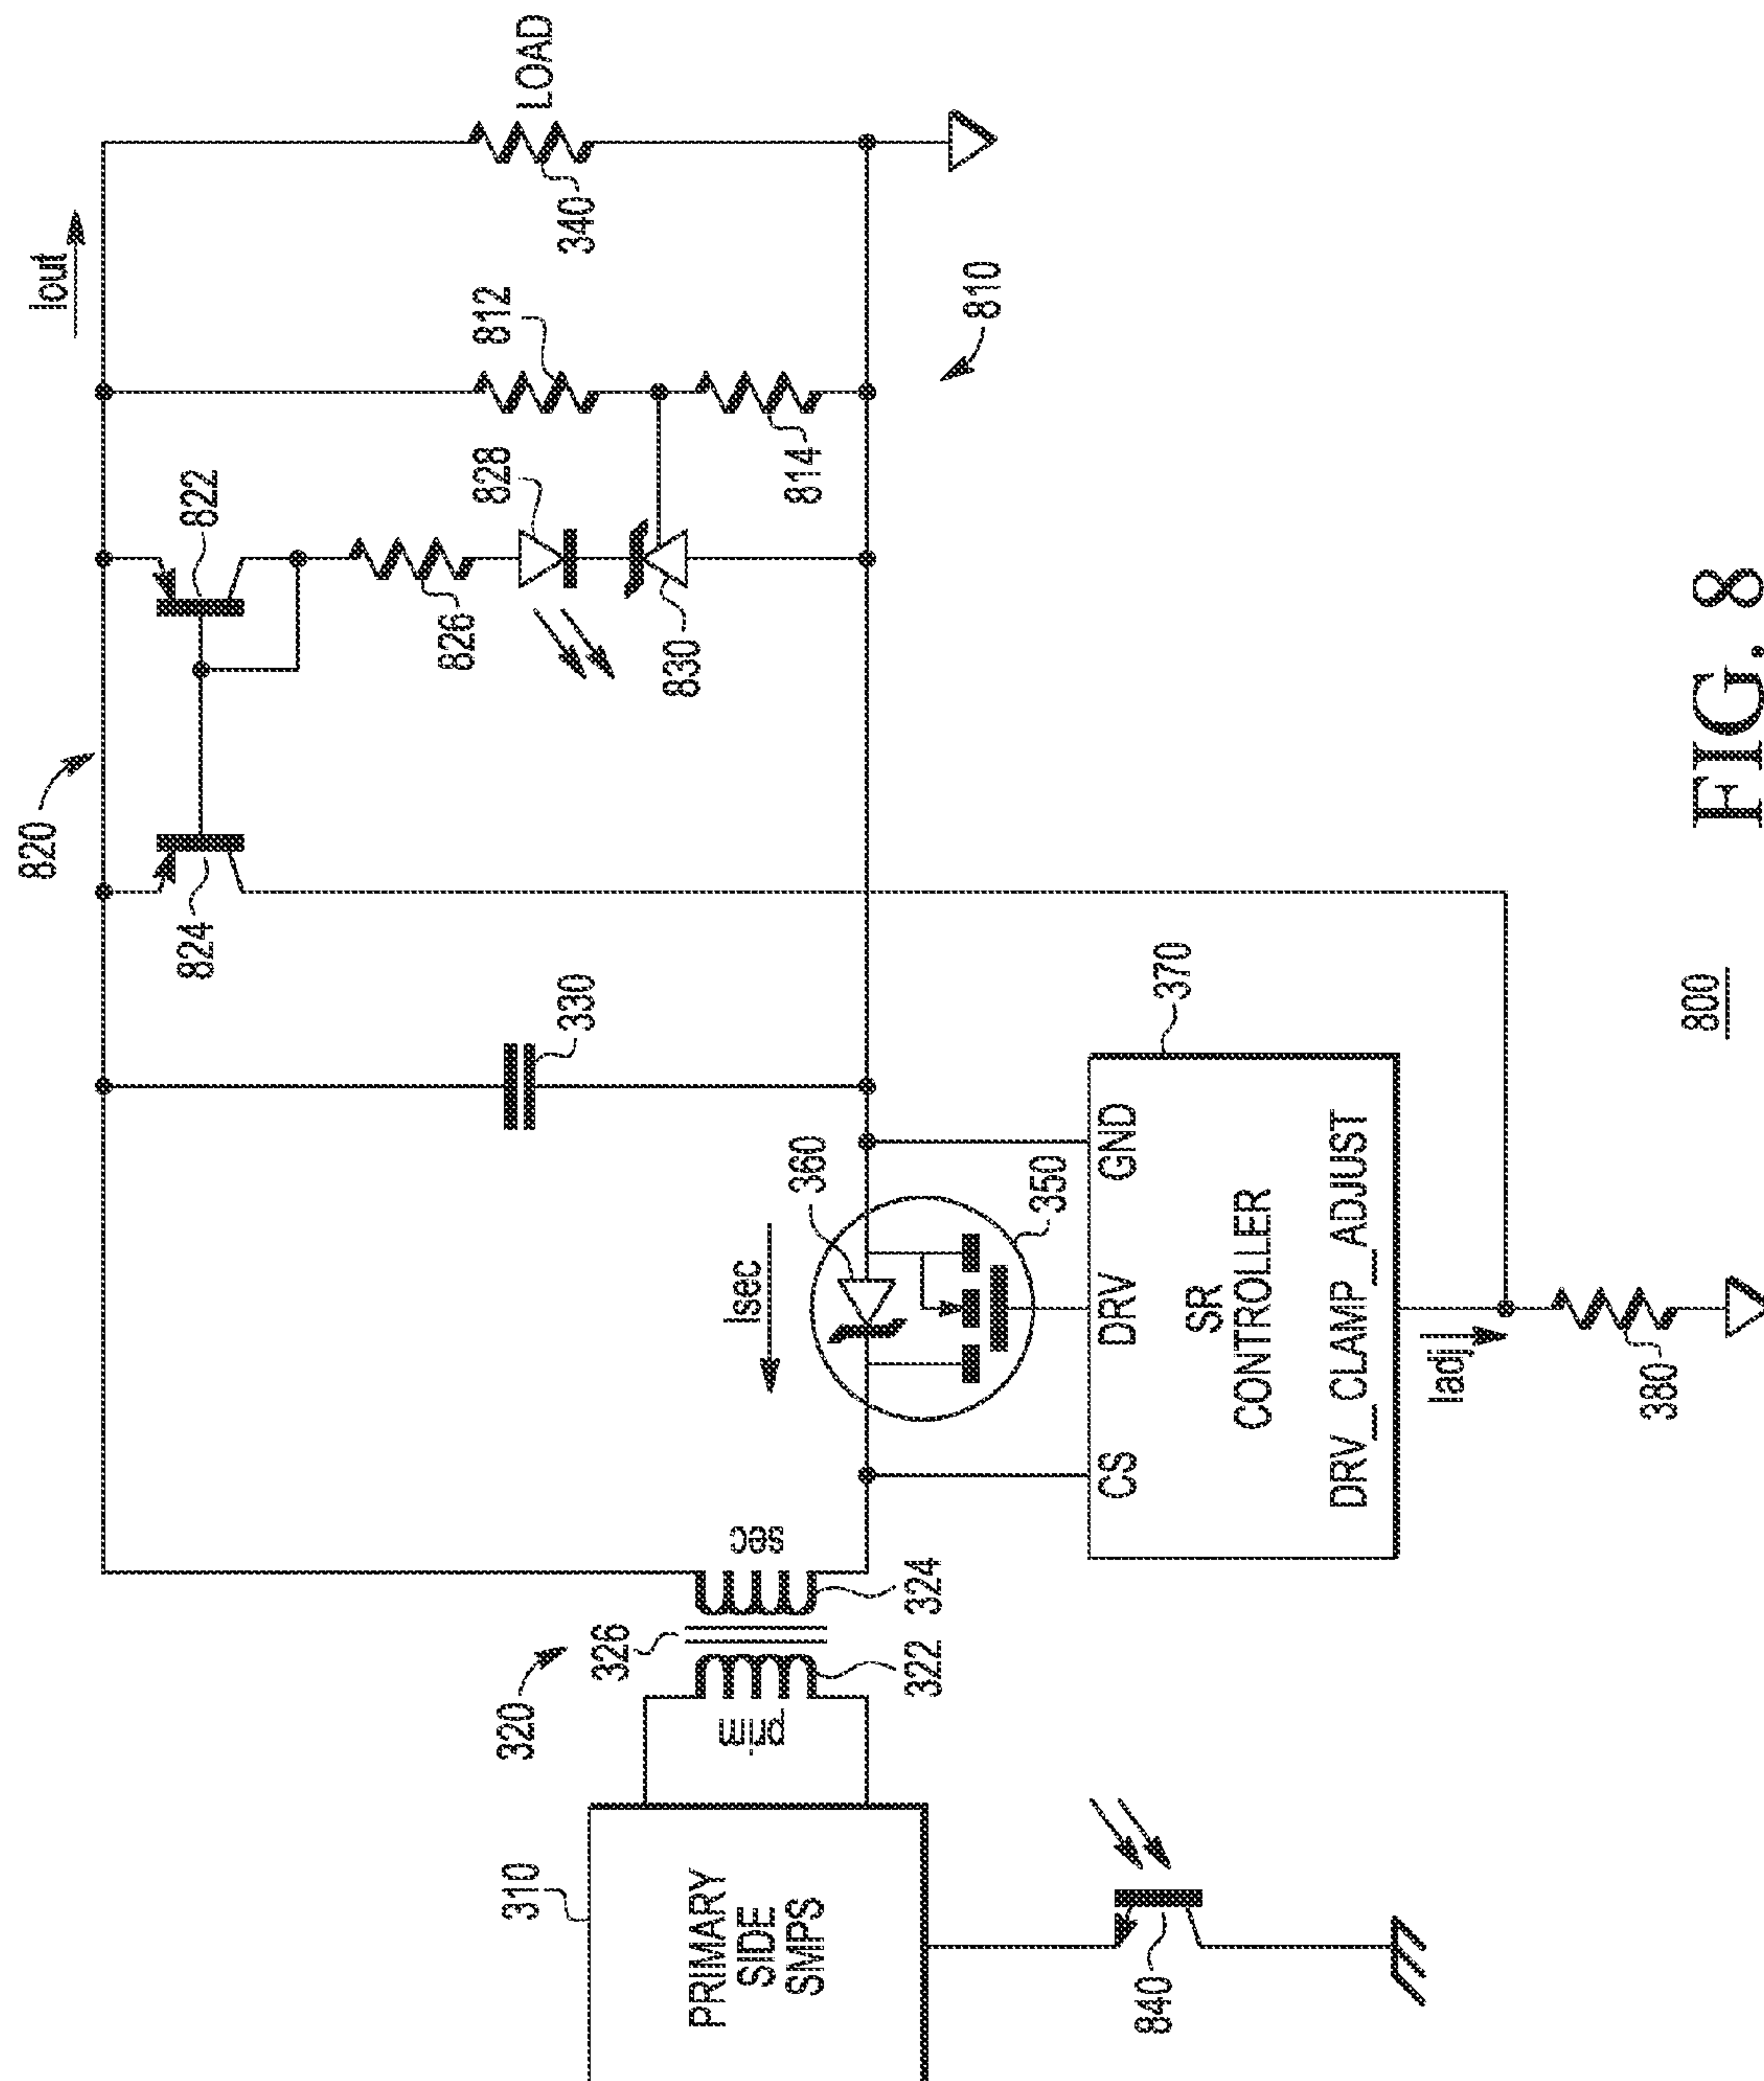 820
Iout
824
822
330
826
828
830
812
814
340
LOAD
810
310
PRIMARY
SIDE
SMPS
320
326
prim
sec
322
324
Isec
360
350
CS
DRV
GND
370
SR
CONTROLLER
DRV_CLAMP_ADJUST
840
Iadj
380
800
FIG. 8